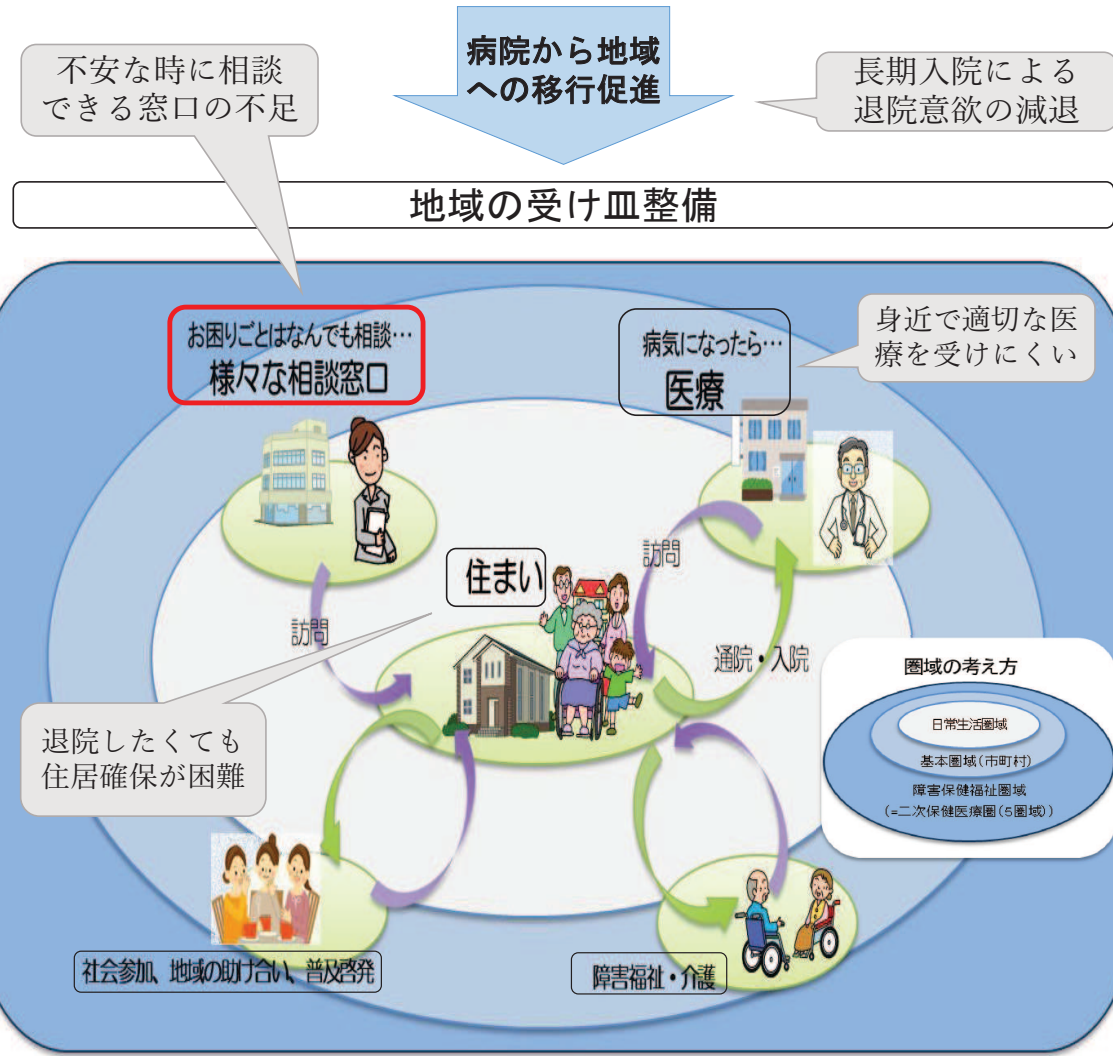 病院から地域
への移行促進
不安な時に相談
できる窓口の不足
長期入院による
退院意欲の減退
地域の受け皿整備
お困りごとはなんでも相談…
様々な相談窓口
病気になったら…
医療
身近で適切な医
療を受けにくい
住まい
訪問
訪問
通院・入院
退院したくても
住居確保が困難
圏域の考え方
日常生活圏域
基本圏域(市町村)
障害保健福祉圏域
(=二次保健医療圏(5圏域))
社会参加、地域の助け合い、普及啓発
障害福祉・介護